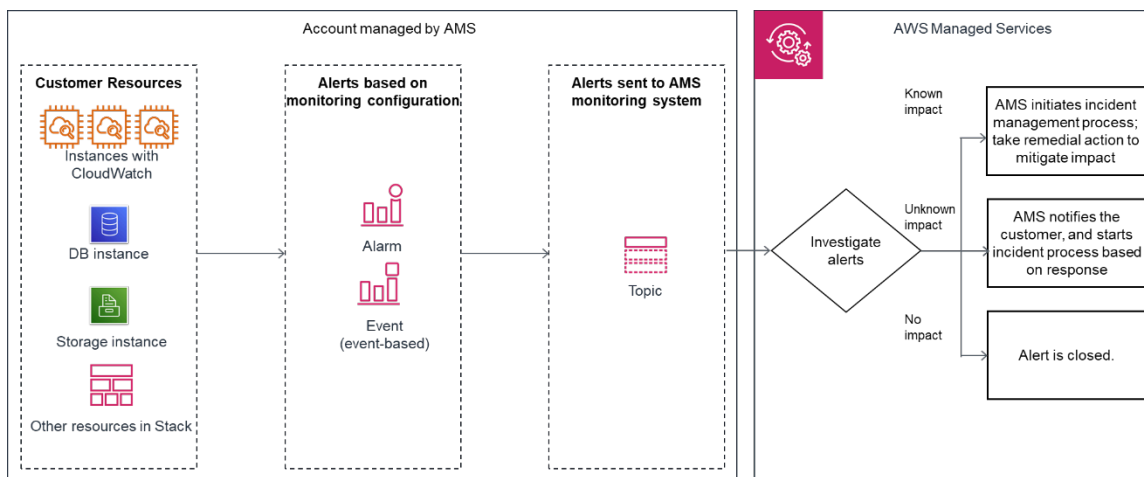 Account managed by AMS
AWS Managed Services
Customer Resources
Instances with
CloudWatch
DB instance
Storage instance
Other resources in Stack
Alerts based on
monitoring configuration
Alarm
Event
(event-based)
Alerts sent to AMS
monitoring system
Topic
Investigate
alerts
Known
impact
AMS initiates incident
management process;
take remedial action to
mitigate impact
Unknown
impact
AMS notifies the
customer, and starts
incident process based
on response
No
impact
Alert is closed.